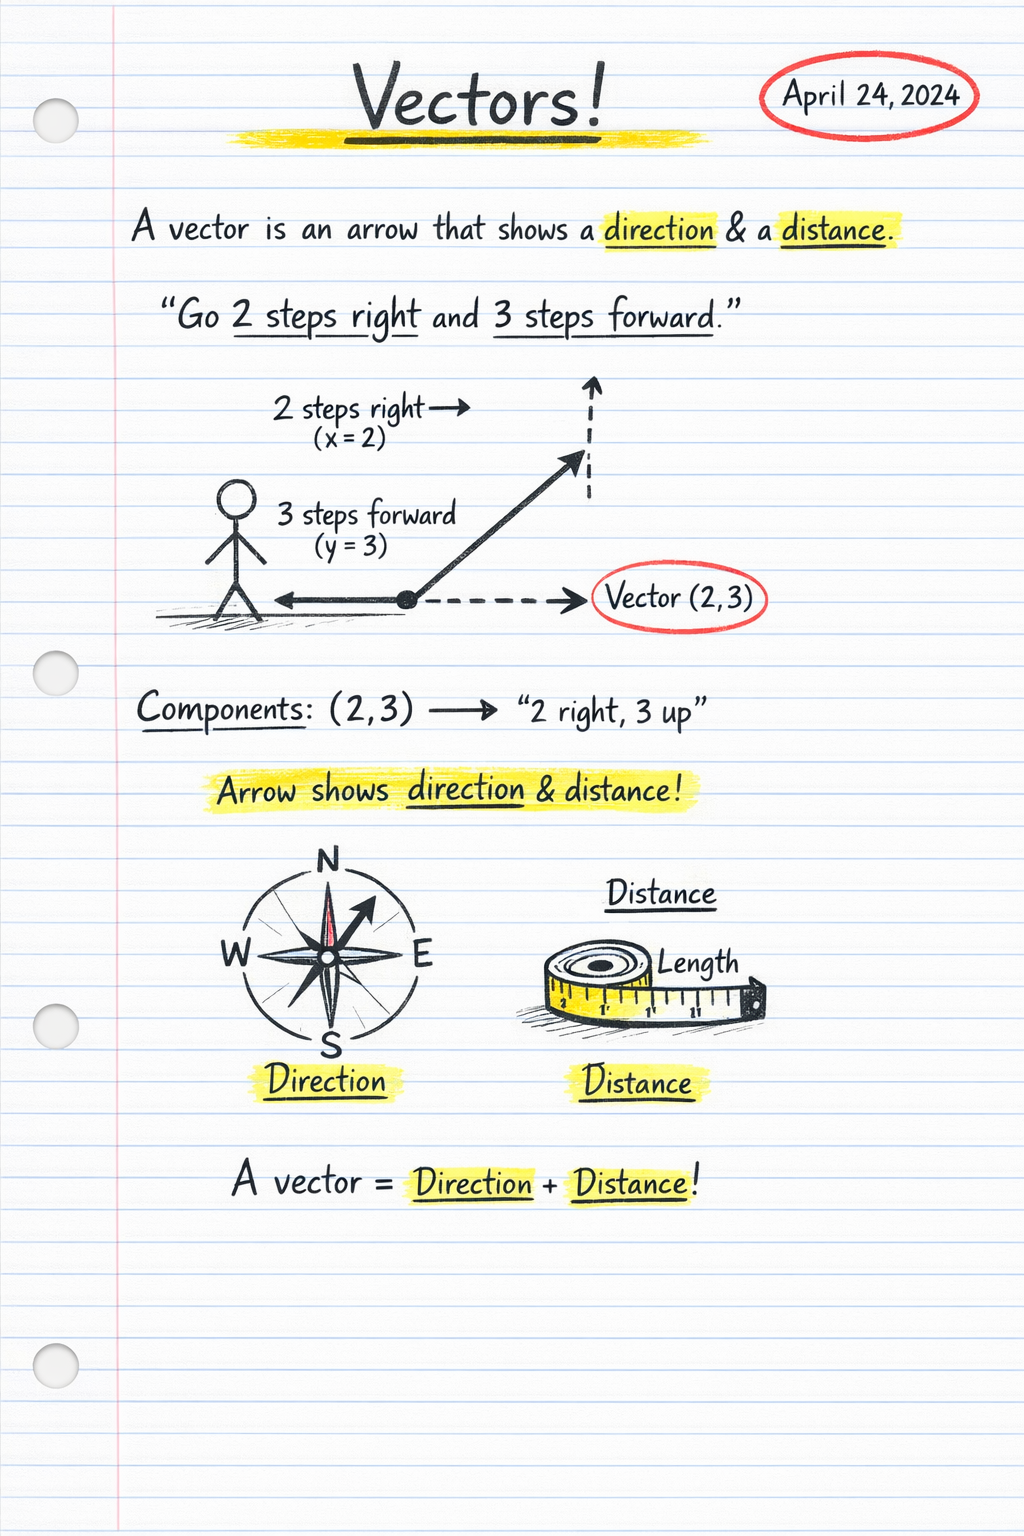 Vectors!
April 24, 2024
A vector is an arrow that shows a direction & a distance.
“Go 2 steps right and 3 steps forward.”
2 steps right
(x = 2)
3 steps forward
(y = 3)
Vector (2,3)
Components: (2,3) ⟶ “2 right, 3 up”
Arrow shows direction & distance!
N
W
E
S
Direction
Distance
Length
Distance
A vector = Direction + Distance!